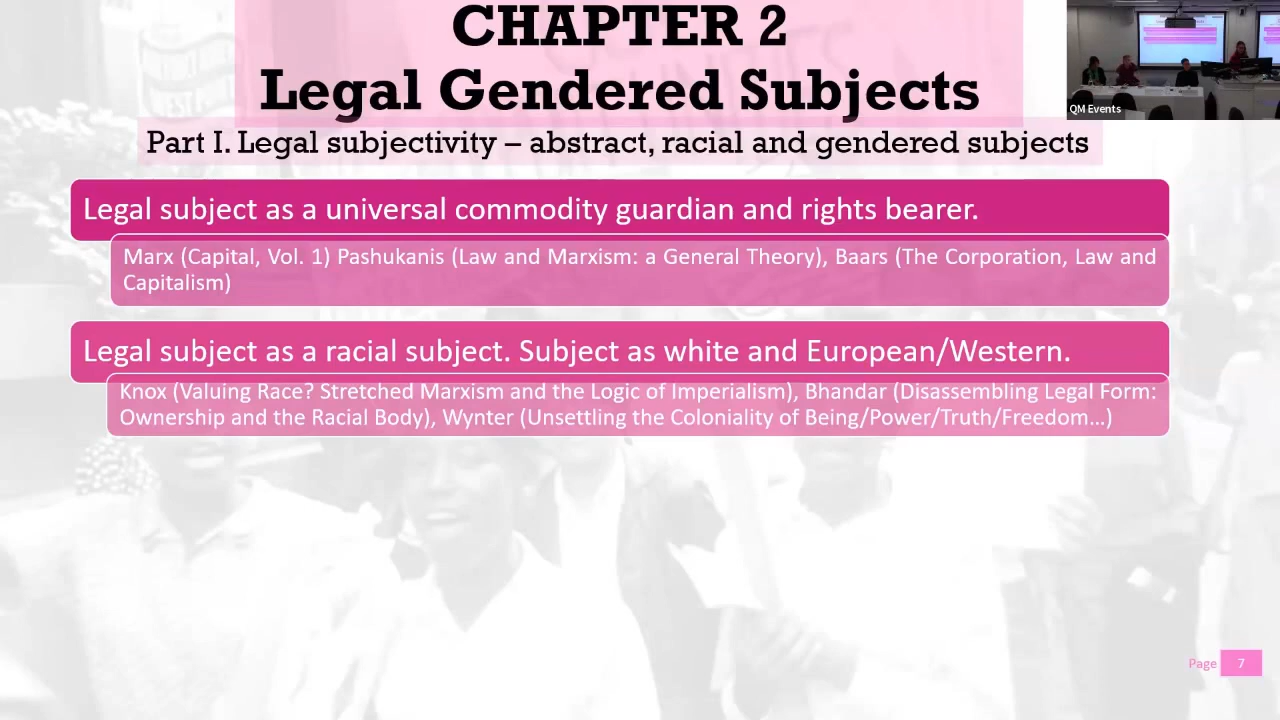 CHAPTER 2
Legal Gendered Subjects
Part I. Legal subjectivity – abstract, racial and gendered subjects
QM Events
Legal subject as a universal commodity guardian and rights bearer.
Marx (Capital, Vol. 1) Pashukanis (Law and Marxism: a General Theory), Baars (The Corporation, Law and
Capitalism)
Legal subject as a racial subject. Subject as white and European/Western.
Knox (Valuing Race? Stretched Marxism and the Logic of Imperialism), Bhandar (Disassembling Legal Form:
Ownership and the Racial Body), Wynter (Unsettling the Coloniality of Being/Power/Truth/Freedom…)
Page 7